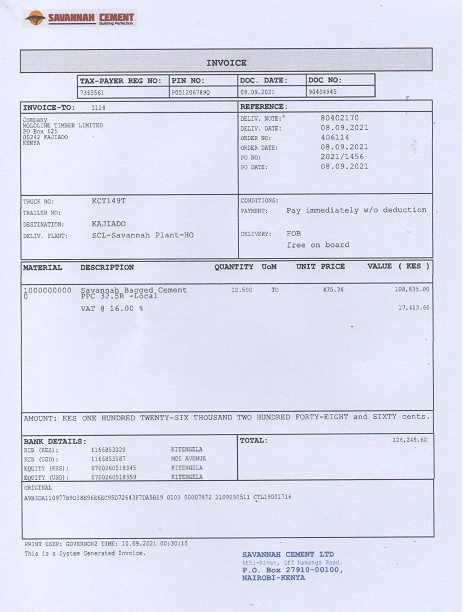 SAVANNAH CEMENT
Building Perfection
INVOICE
TAX-PAYER REG NO: PIN NO: DOC. DATE: DOC NO:
7365561 P051206789Q 09.09.2021 90404945
INVOICE-TO: 1124
Company
MOLOLINE TIMBER LIMITED
PO Box 625
00242 KAJIADO
KENYA
REFERENCE:
DELIV. NOTE: 80402170
DELIV. DATE: 08.09.2021
ORDER NO: 406114
ORDER DATE: 08.09.2021
PO NO: 2021/1456
PO DATE: 08.09.2021
TRUCK NO: KCT149T
TRAILER NO:
DESTINATION: KAJIADO
DELIV. PLANT: SCL-Savannah Plant-HO
CONDITIONS:
PAYMENT: Pay immediately w/o deduction
DELIVERY: FOB
free on board
MATERIAL DESCRIPTION QUANTITY UoM UNIT PRICE VALUE ( KES )
1000000000 Savannah Bagged Cement 12.500 TO 435.34 108,835.00
0 PPC 32.5R -Local
VAT @ 16.00 % 17,413.60
AMOUNT: KES ONE HUNDRED TWENTY-SIX THOUSAND TWO HUNDRED FORTY-EIGHT and SIXTY cents.
BANK DETAILS:
KCB (KES): 1166853020 KITENGELA
KCB (USD): 1166853187 MOI AVENUE
EQUITY (KES): 0700260518345 KITENGELA
EQUITY (USD): 0700260518359 KITENGELA
TOTAL: 126,248.60
ORIGINAL
PRINT USER: GOVERNOR2 TIME: 10.09.2021 00:30:15
This is a System Generated Invoice.
SAVANNAH CEMENT LTD
Athi-River, Off Namanga Road.
P.O. Box 27910-00100,
NAIROBI-KENYA